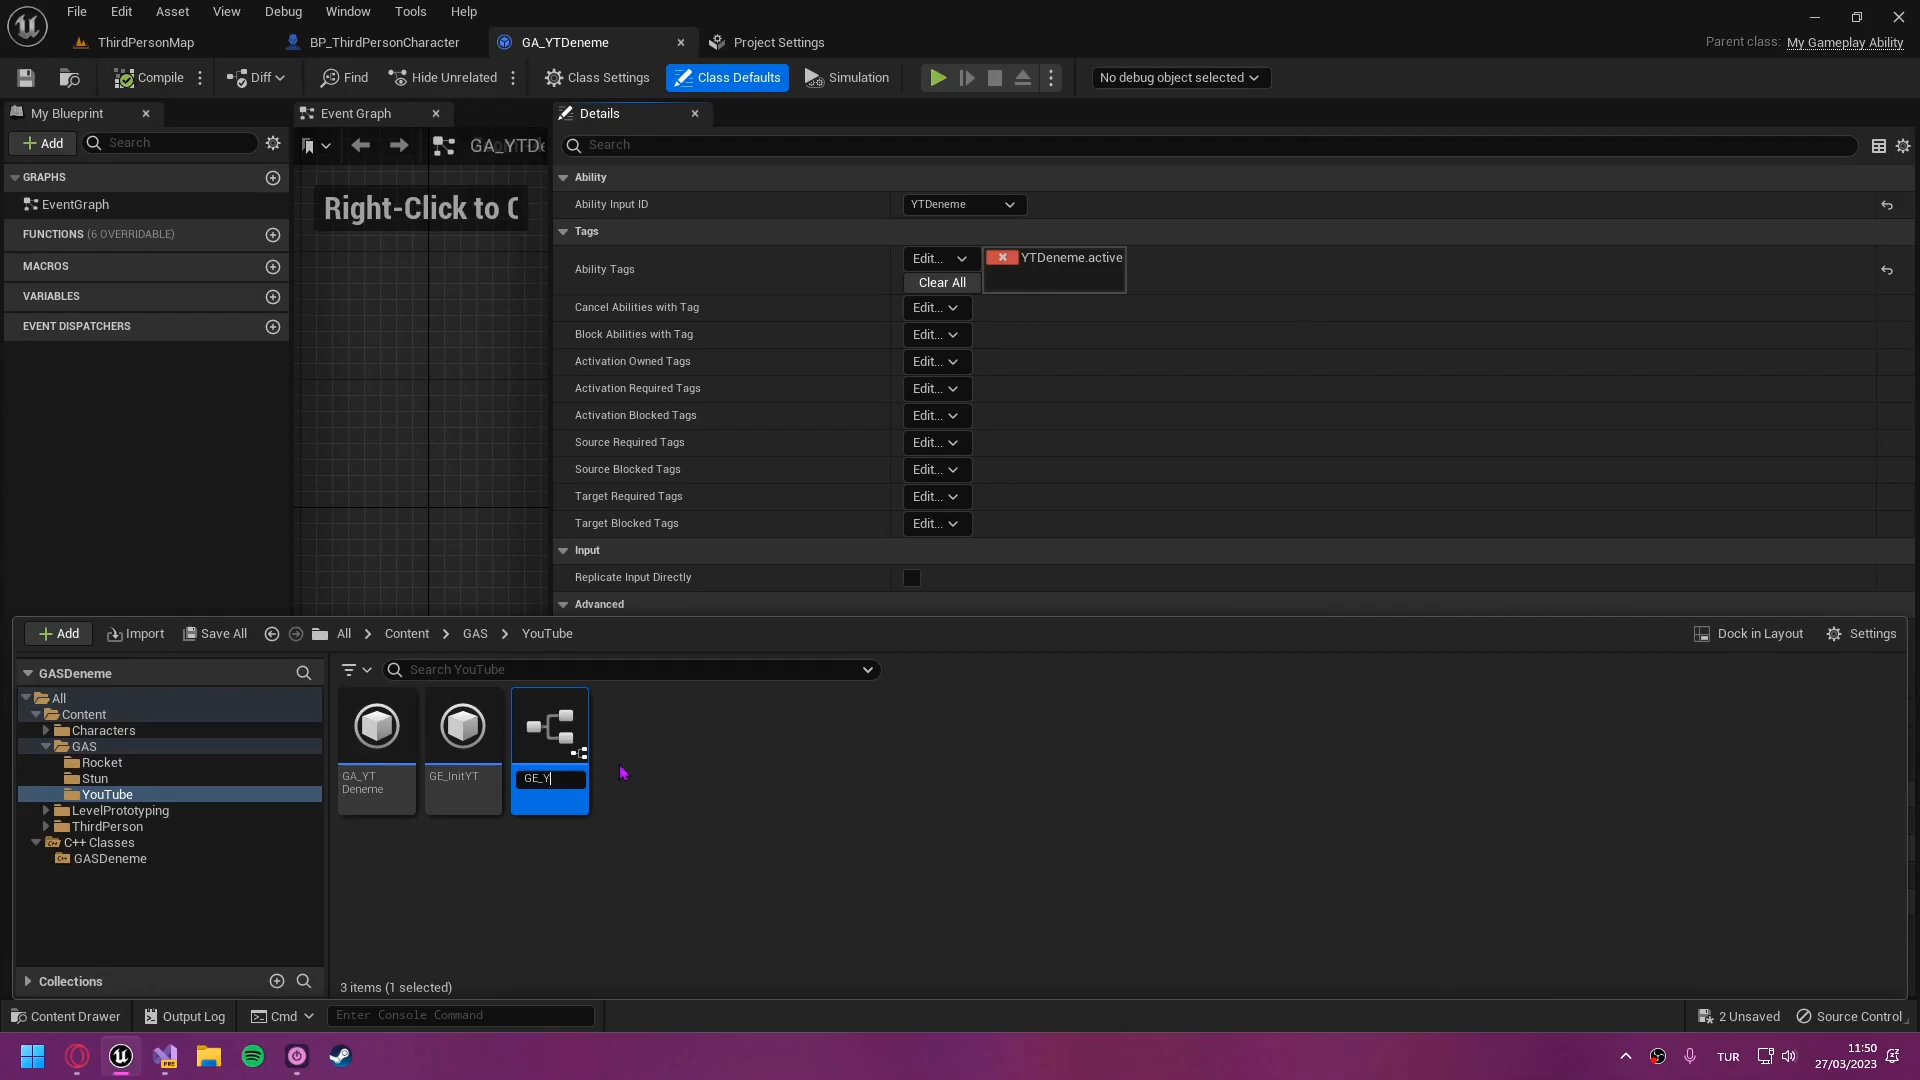 File Edit Asset View Debug Window Tools Help
ThirdPersonMap BP_ThirdPersonCharacter GA_YTDeneme Project Settings
Parent class: My Gameplay Ability
Compile Diff Find Hide Unrelated Class Settings Class Defaults Simulation No debug object selected
My Blueprint Event Graph Details
Add Search GA_YTDe Search
GRAPHS
EventGraph
FUNCTIONS (6 OVERRIDABLE)
MACROS
VARIABLES
EVENT DISPATCHERS
Right-Click to C
Ability
Ability Input ID YTDeneme
Tags
Ability Tags Edit... YTDeneme.active
Clear All
Cancel Abilities with Tag Edit...
Block Abilities with Tag Edit...
Activation Owned Tags Edit...
Activation Required Tags Edit...
Activation Blocked Tags Edit...
Source Required Tags Edit...
Source Blocked Tags Edit...
Target Required Tags Edit...
Target Blocked Tags Edit...
Input
Replicate Input Directly
Advanced
Add Import Save All All Content GAS YouTube Dock in Layout Settings
GASDeneme Search YouTube
All
Content
Characters
GAS
Rocket
Stun
YouTube
LevelPrototyping
ThirdPerson
C++ Classes
GASDeneme
GA_YT
Deneme
GE_InitYT
GE_Y
Collections
3 items (1 selected)
Content Drawer Output Log Cmd Enter Console Command 2 Unsaved Source Control
PRE
TUR
11:50
27/03/2023